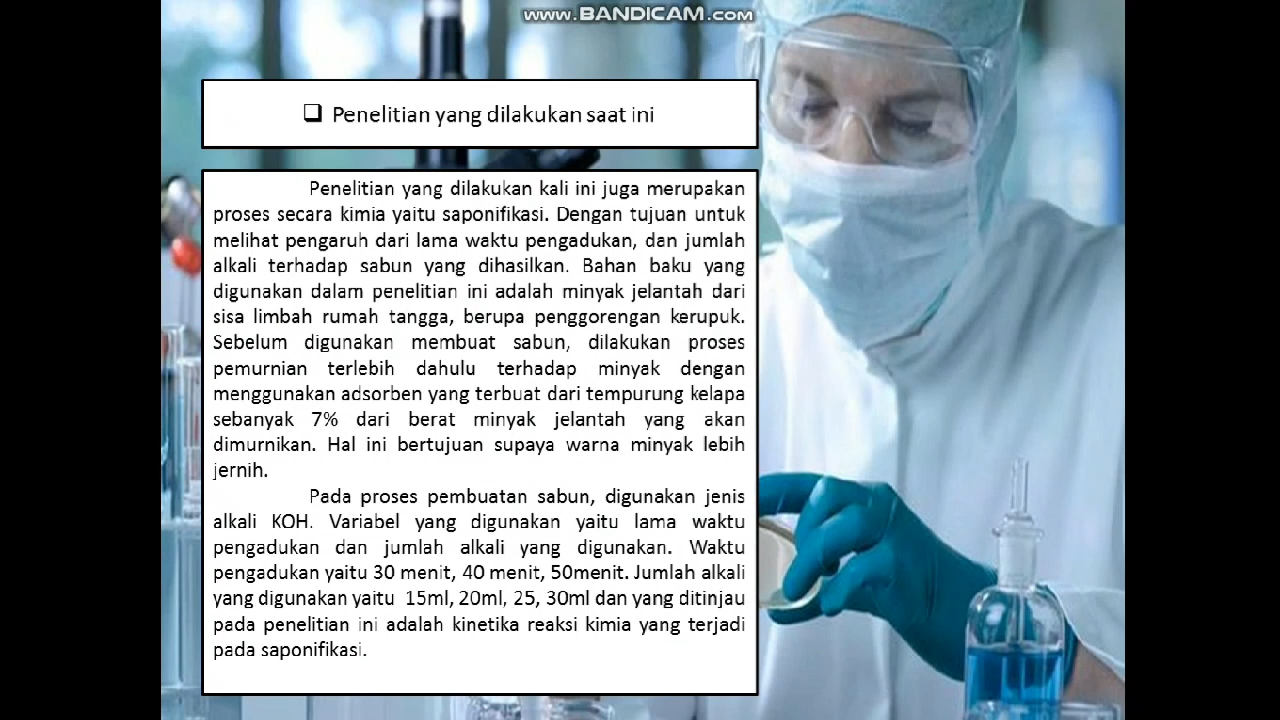 www.BANDICAM.com
❑ Penelitian yang dilakukan saat ini
Penelitian yang dilakukan kali ini juga merupakan
proses secara kimia yaitu saponifikasi. Dengan tujuan untuk
melihat pengaruh dari lama waktu pengadukan, dan jumlah
alkali terhadap sabun yang dihasilkan. Bahan baku yang
digunakan dalam penelitian ini adalah minyak jelantah dari
sisa limbah rumah tangga, berupa penggorengan kerupuk.
Sebelum digunakan membuat sabun, dilakukan proses
pemurnian terlebih dahulu terhadap minyak dengan
menggunakan adsorben yang terbuat dari tempurung kelapa
sebanyak 7% dari berat minyak jelantah yang akan
dimurnikan. Hal ini bertujuan supaya warna minyak lebih
jernih.
Pada proses pembuatan sabun, digunakan jenis
alkali KOH. Variabel yang digunakan yaitu lama waktu
pengadukan dan jumlah alkali yang digunakan. Waktu
pengadukan yaitu 30 menit, 40 menit, 50menit. Jumlah alkali
yang digunakan yaitu 15ml, 20ml, 25, 30ml dan yang ditinjau
pada penelitian ini adalah kinetika reaksi kimia yang terjadi
pada saponifikasi.